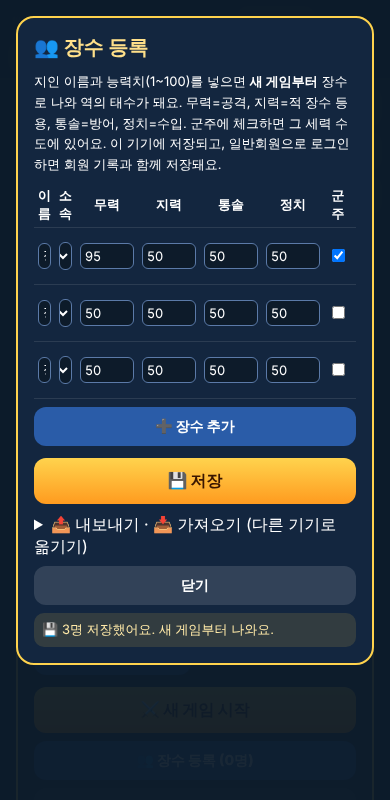 👥 장수 등록
지인 이름과 능력치(1~100)를 넣으면 새 게임부터 장수
로 나와 역의 태수가 돼요. 무력=공격, 지력=적 장수 등
용, 통솔=방어, 정치=수입. 군주에 체크하면 그 세력 수
도에 있어요. 이 기기에 저장되고, 일반회원으로 로그인
하면 회원 기록과 함께 저장돼요.
이름 소속 무력 지력 통솔 정치 군주
95 50 50 50
50 50 50 50
50 50 50 50
➕ 장수 추가
💾 저장
▶ 📤 내보내기 · 📥 가져오기 (다른 기기로
옮기기)
닫기
💾 3명 저장했어요. 새 게임부터 나와요.
새 게임 시작
장수 등록 (0명)